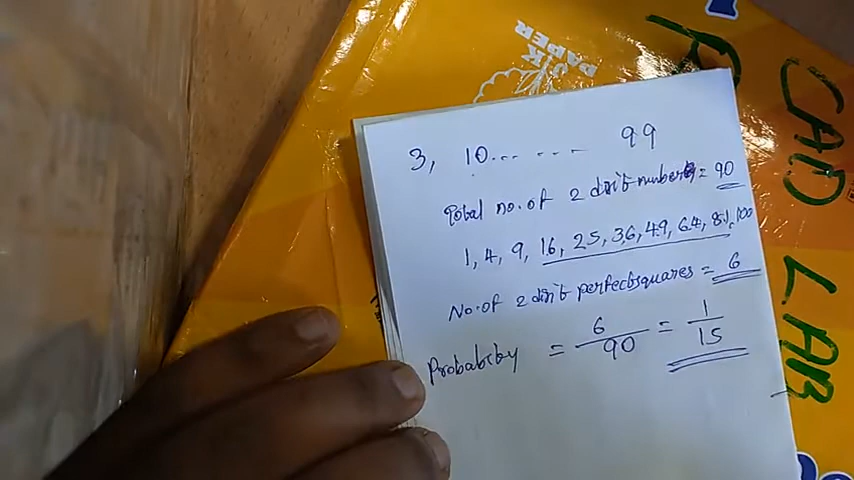 3, 10...... 99
Total no. of 2 digit numbers = 90
1, 4, 9, 16, 25, 36, 49, 64, 81, 100
No. of 2 digit perfect squares = 6
Probability = 6/90 = 1/15
JK
PAPER
CAD
LAB